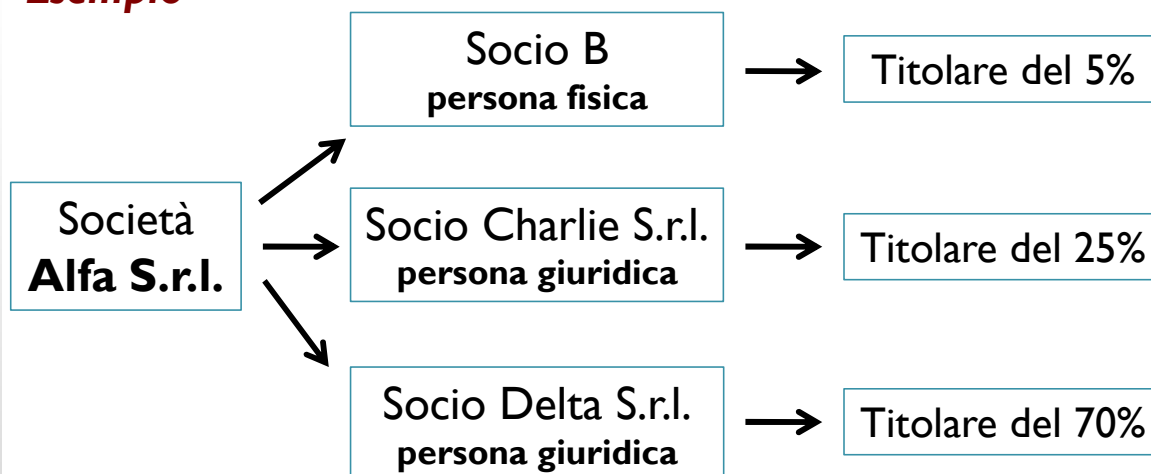 Esempio
Socio B
persona fisica
Titolare del 5%
Società
Alfa S.r.l.
Socio Charlie S.r.l.
persona giuridica
Titolare del 25%
Socio Delta S.r.l.
persona giuridica
Titolare del 70%